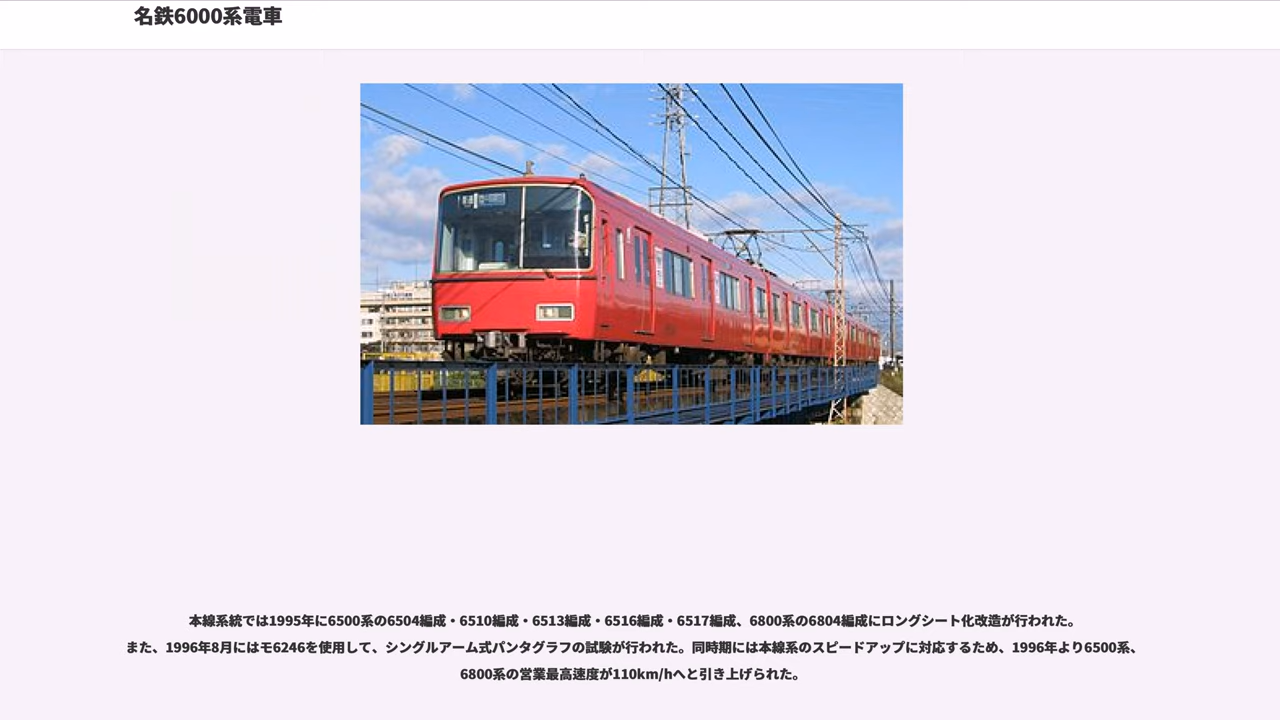 名鉄6000系電車
本線系統では1995年に6500系の6504編成・6510編成・6513編成・6516編成・6517編成、6800系の6804編成にロングシート化改造が行われた。
また、1996年8月にはモ6246を使用して、シングルアーム式パンタグラフの試験が行われた。同時期には本線系のスピードアップに対応するため、1996年より6500系、
6800系の営業最高速度が110km/hへと引き上げられた。